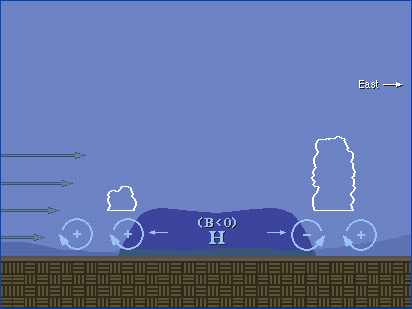 East
(B<0)
H
+ + − +